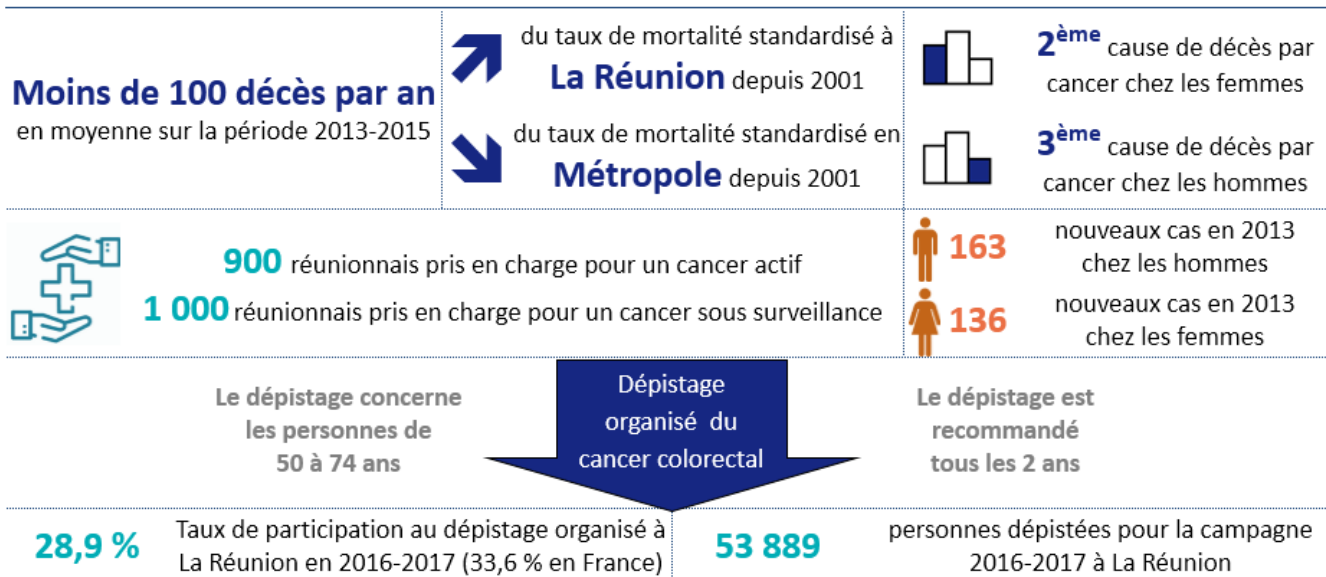 Moins de 100 décès par an
en moyenne sur la période 2013-2015
du taux de mortalité standardisé à
La Réunion depuis 2001
du taux de mortalité standardisé en
Métropole depuis 2001
2ème cause de décès par
cancer chez les femmes
3ème cause de décès par
cancer chez les hommes
900 réunionnais pris en charge pour un cancer actif
1 000 réunionnais pris en charge pour un cancer sous surveillance
163 nouveaux cas en 2013
chez les hommes
136 nouveaux cas en 2013
chez les femmes
Le dépistage concerne
les personnes de
50 à 74 ans
Dépistage
organisé du
cancer colorectal
Le dépistage est
recommandé
tous les 2 ans
28,9 % Taux de participation au dépistage organisé à
La Réunion en 2016-2017 (33,6 % en France)
53 889 personnes dépistées pour la campagne
2016-2017 à La Réunion